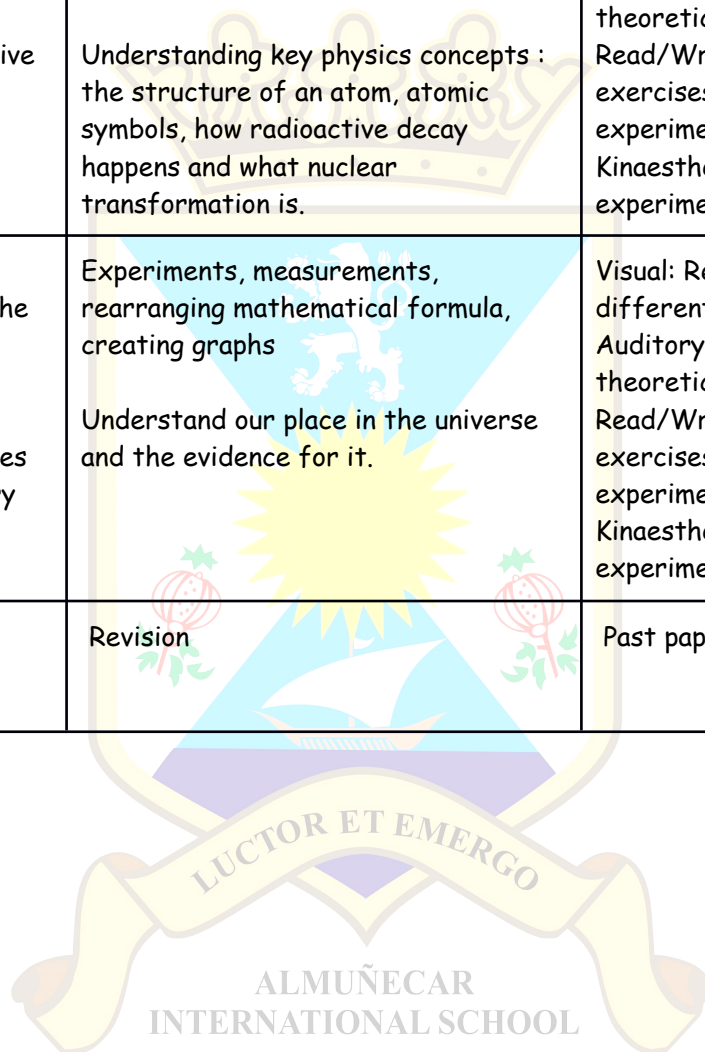 ive
Understanding key physics concepts :
the structure of an atom, atomic
symbols, how radioactive decay
happens and what nuclear
transformation is.
theoretic
Read/Wr
exercises
experime
Kinaesthe
experime
he
es
y
Experiments, measurements,
rearranging mathematical formula,
creating graphs
Understand our place in the universe
and the evidence for it.
Visual: Re
different
Auditory
theoretic
Read/Wr
exercises
experime
Kinaesthe
experime
Revision
Past pap
LUCTOR ET EMERGO
ALMUÑECAR
INTERNATIONAL SCHOOL